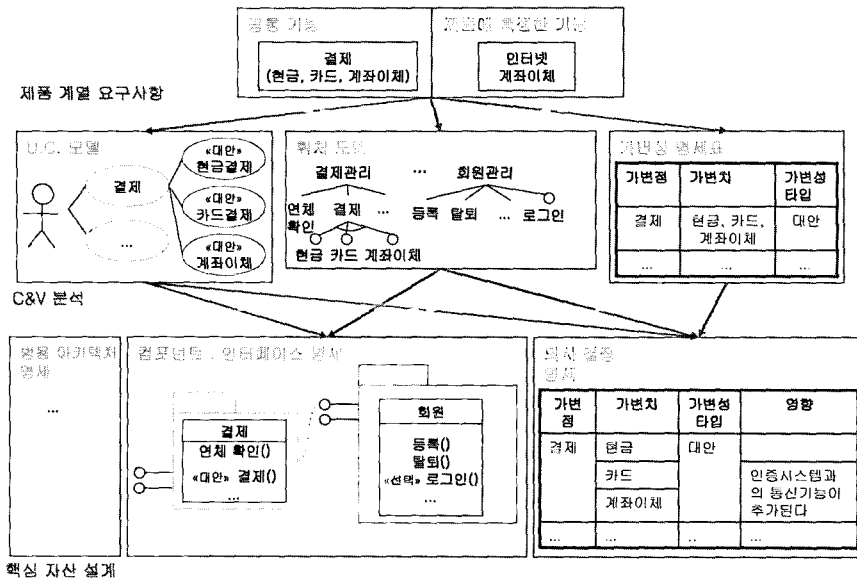 공통 기능
결제
(현금, 카드, 계좌이체)
기능
인터넷
계좌이체
제품 계열 요구사항
U.C. 모델
결제
...
«대안»
현금결제
«대안»
카드결제
«대안»
계좌이체
휘처 모델
결제관리
...
회원관리
연체
확인
결제
...
등록
탈퇴
...
로그인
현금 카드 계좌이체
가변성 명세표
가변점
가변치
가변성
타입
결제
현금, 카드,
계좌이체
대안
...
...
...
C&V 분석
범용 아키텍처
명세
...
컴포넌트 . 인터페이스 명세
결제
연체 확인()
«대안» 결제()
...
회원
등록()
탈퇴()
«선택» 로그인()
...
의사 결정
명세
가변
점
가변치
가변성
타입
영향
결제
현금
대안
카드
계좌이체
인증시스템과
의 통신기능이
추가된다
...
...
..
...
핵심 자산 설계